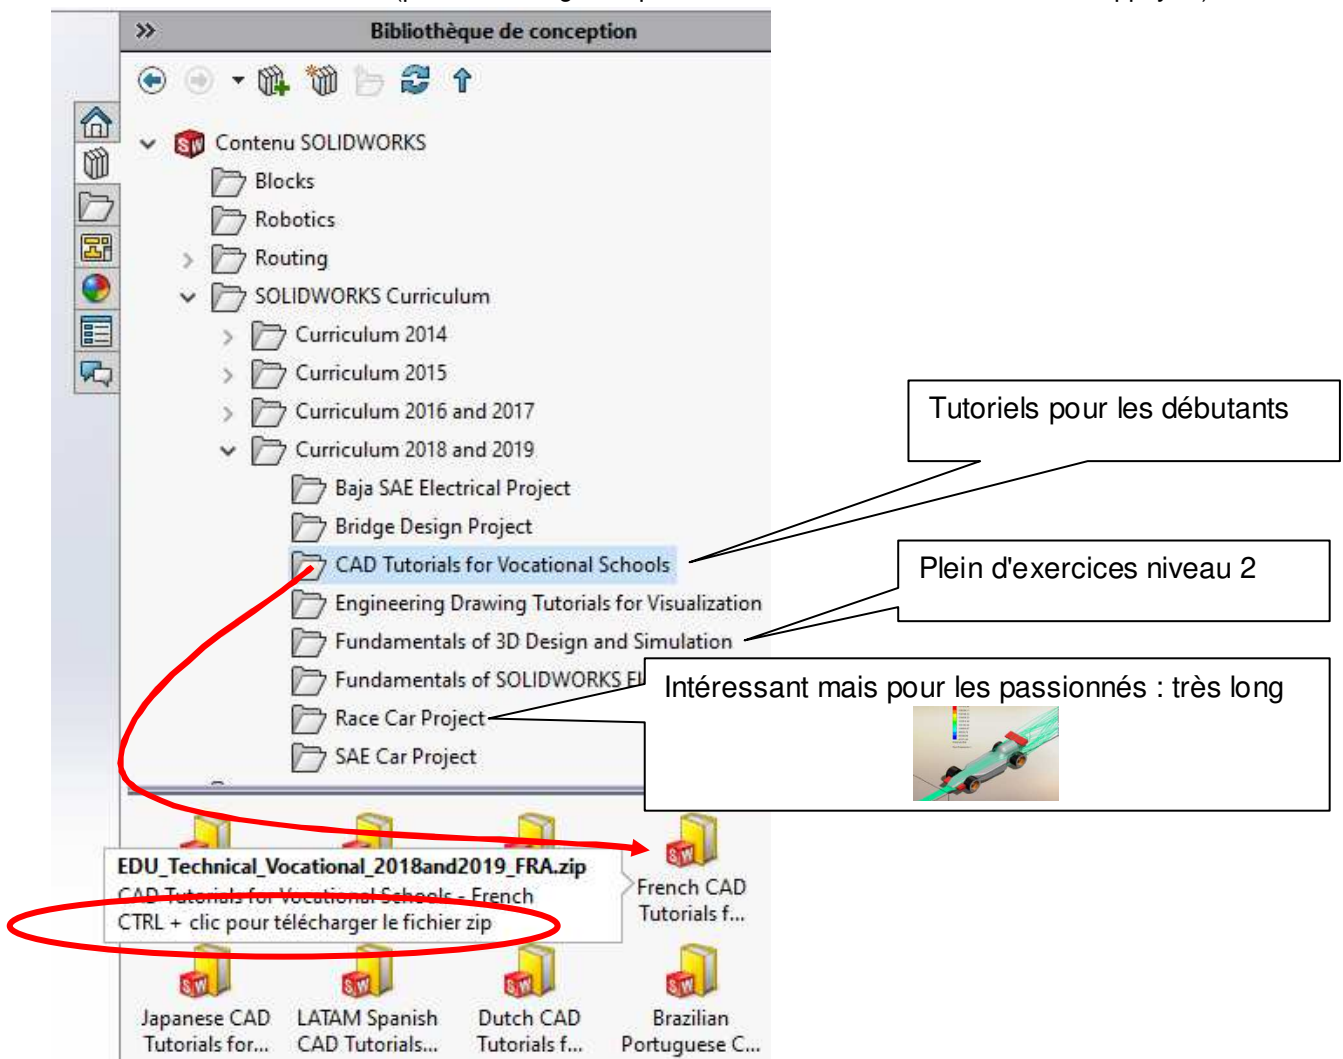 Bibliothèque de conception
Contenu SOLIDWORKS
Blocks
Robotics
Routing
SOLIDWORKS Curriculum
Curriculum 2014
Curriculum 2015
Curriculum 2016 and 2017
Curriculum 2018 and 2019
Baja SAE Electrical Project
Bridge Design Project
CAD Tutorials for Vocational Schools
Engineering Drawing Tutorials for Visualization
Fundamentals of 3D Design and Simulation
Fundamentals of SOLIDWORKS
Race Car Project
SAE Car Project
Tutoriels pour les débutants
Plein d'exercices niveau 2
Intéressant mais pour les passionnés : très long
EDU_Technical_Vocational_2018and2019_FRA.zip
CAD Tutorials for Vocational Schools - French
CTRL + clic pour télécharger le fichier zip
French CAD
Tutorials f...
Japanese CAD
Tutorials for...
LATAM Spanish
CAD Tutorials...
Dutch CAD
Tutorials f...
Brazilian
Portuguese C...